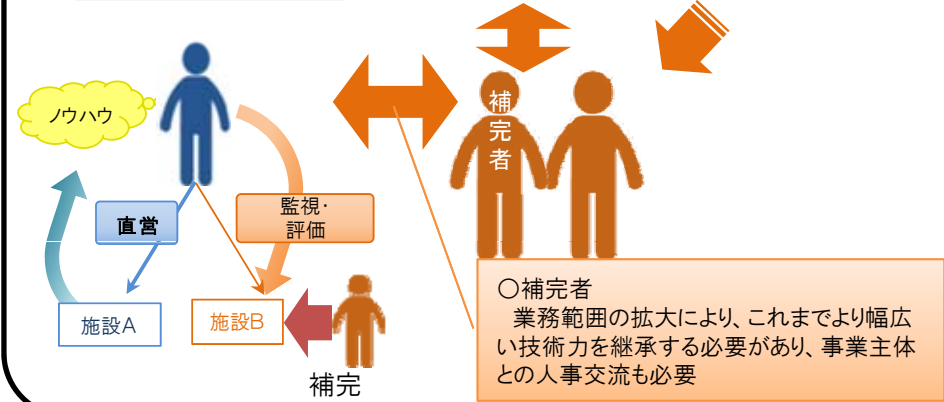 ノウハウ
補
完
者
直営
監視・
評価
施設A
施設B
補完
○補完者
業務範囲の拡大により、これまでより幅広
い技術力を継承する必要があり、事業主体
との人事交流も必要